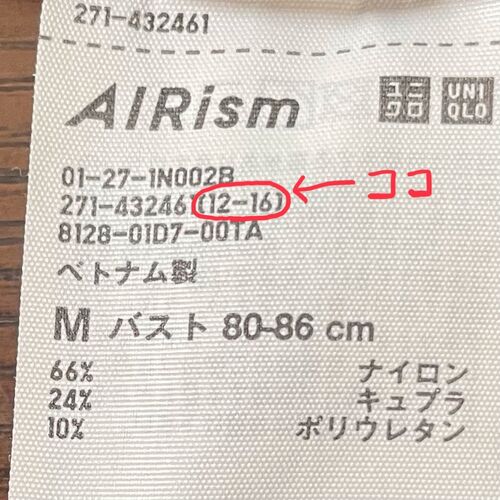 271-432461
AIRism ユニクロ UNIQLO
01-27-1N002B
271-432461(12-16) ← ココ
8128-01D7-00TA
ベトナム製
M バスト 80-86 cm
66% ナイロン
24% キュプラ
10% ポリウレタン